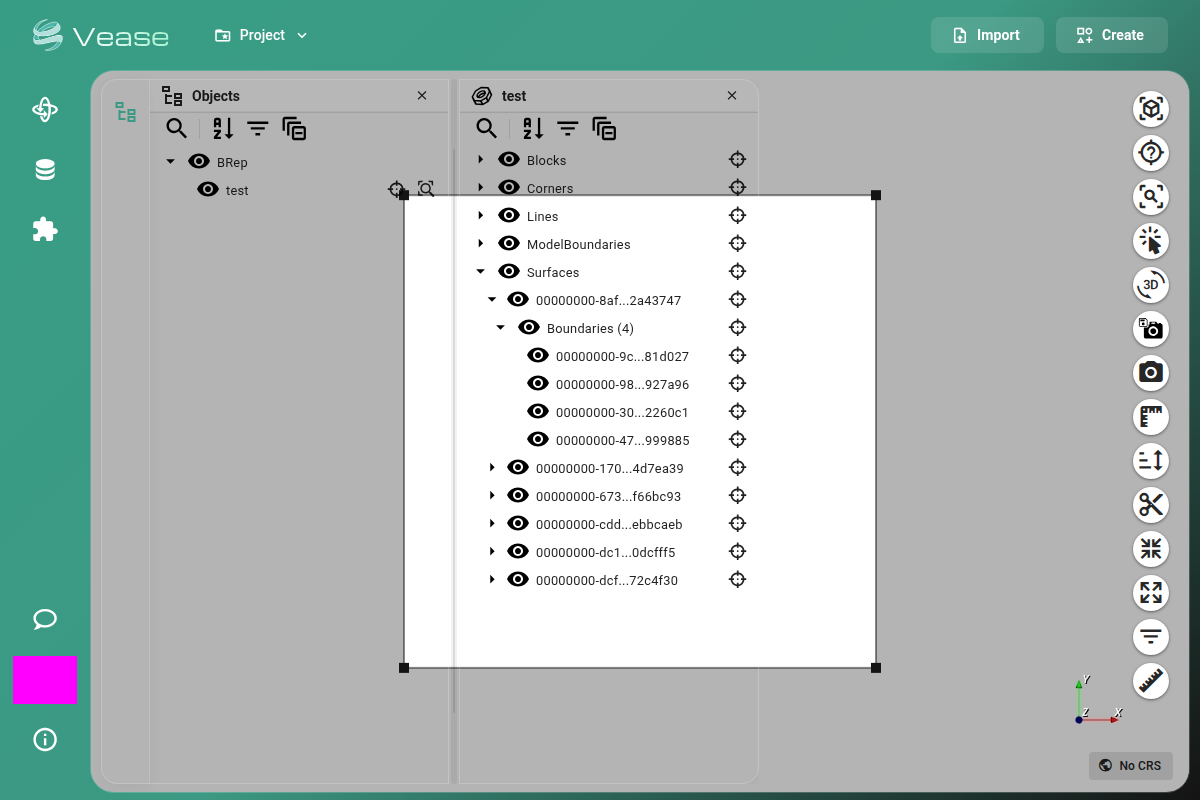 Vease
Project
Import
Create
Objects
test
BRep
test
Blocks
Corners
Lines
ModelBoundaries
Surfaces
00000000-8af...2a43747
Boundaries (4)
00000000-9c...81d027
00000000-98...927a96
00000000-30...2260c1
00000000-47...999885
00000000-170...4d7ea39
00000000-673...f66bc93
00000000-cdd...ebbcaeb
00000000-dc1...0dcfff5
00000000-dcf...72c4f30
3D
Y
Z
X
No CRS